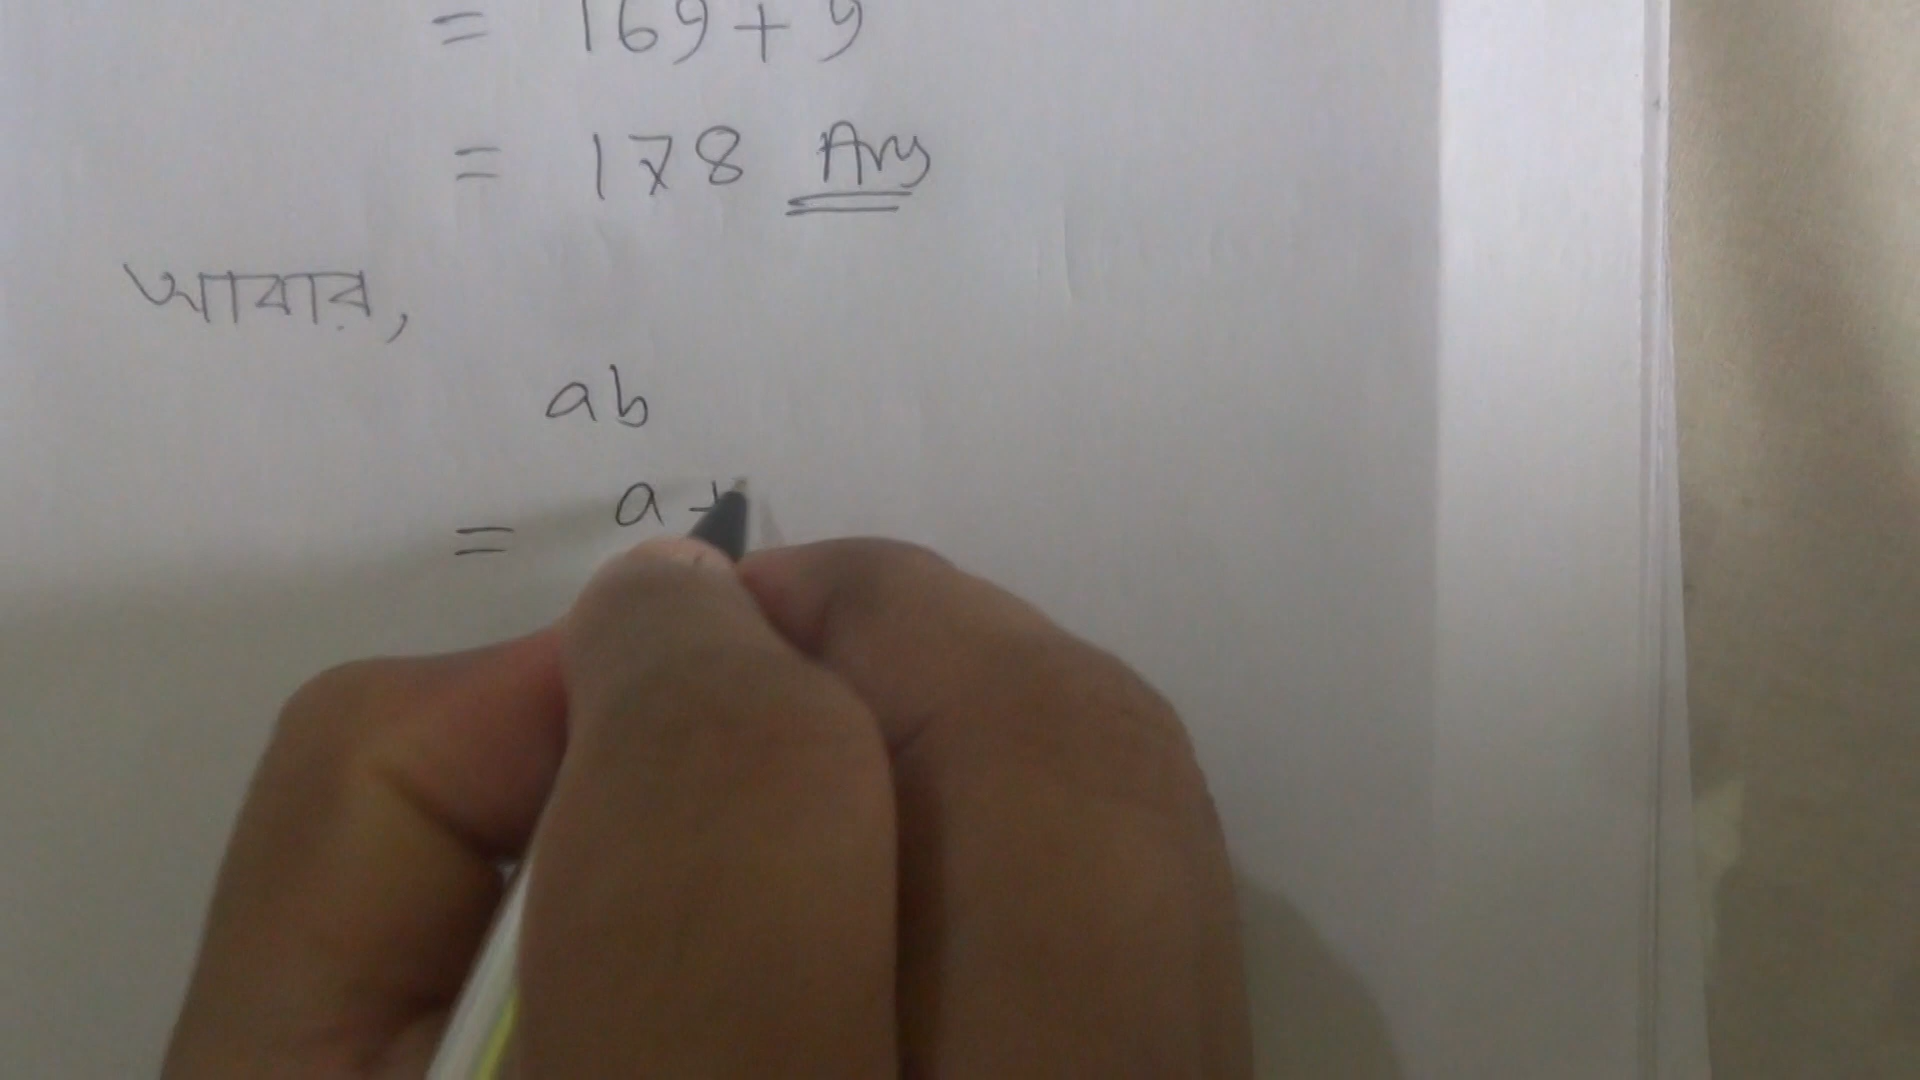 = 169 + 9
= 178 Ans
আবার,
ab
= a +